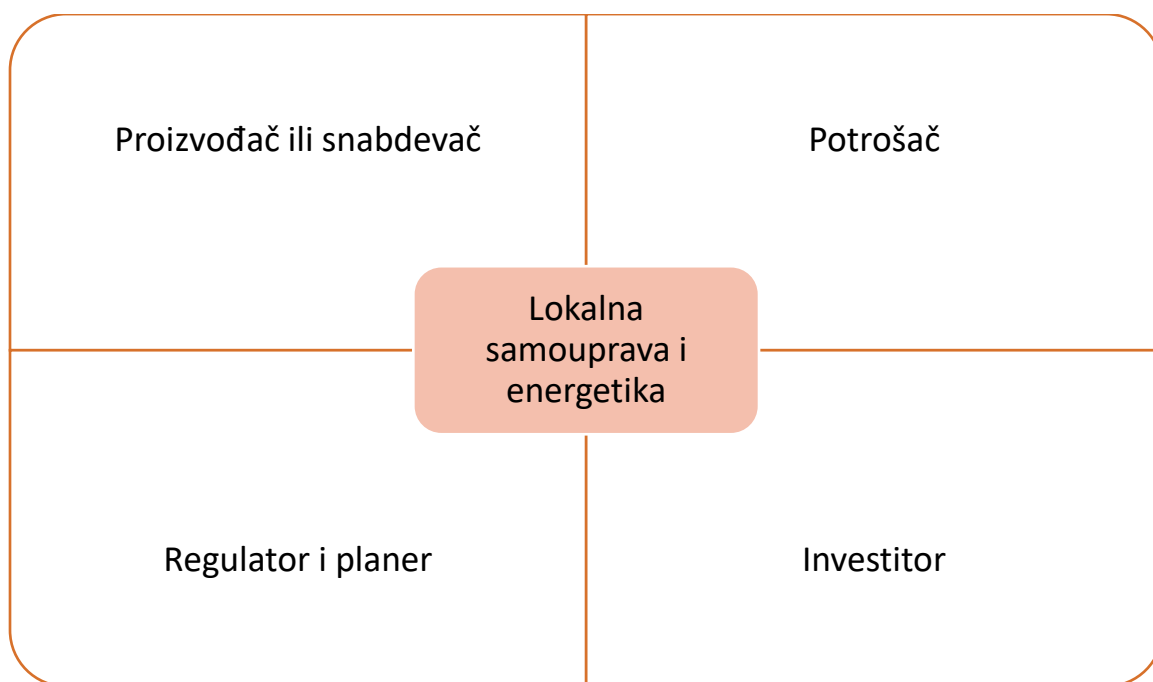 Proizvođač ili snabdevač
Potrošač
Lokalna
samouprava i
energetika
Regulator i planer
Investitor